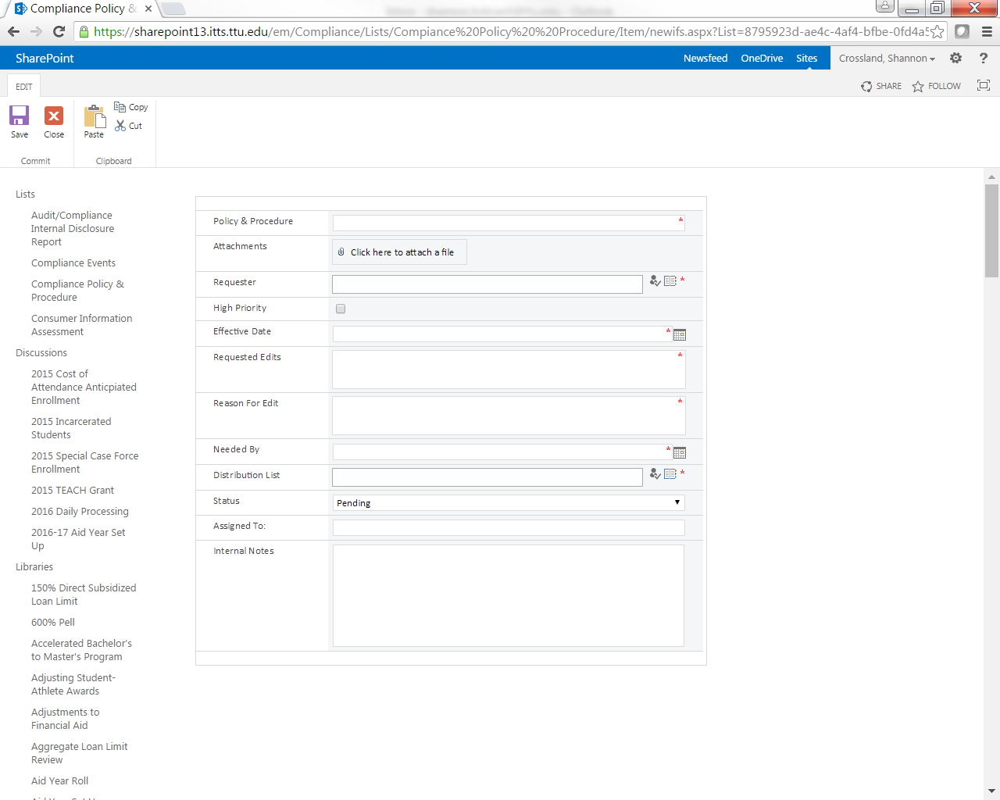 Compliance Policy &
https://sharepoint13.itts.ttu.edu/em/Compliance/Lists/Compiance%20Policy%20%20Procedure/Item/newifs.aspx?List=8795923d-ae4c-4af4-bfbe-0fd4a5
SharePoint
Newsfeed OneDrive Sites Crossland, Shannon ?
EDIT
SHARE FOLLOW
Save Close Paste Copy Cut
Commit Clipboard
Lists
Audit/Compliance
Internal Disclosure
Report
Compliance Events
Compliance Policy &
Procedure
Consumer Information
Assessment
Discussions
2015 Cost of
Attendance Anticpiated
Enrollment
2015 Incarcerated
Students
2015 Special Case Force
Enrollment
2015 TEACH Grant
2016 Daily Processing
2016-17 Aid Year Set
Up
Libraries
150% Direct Subsidized
Loan Limit
600% Pell
Accelerated Bachelor's
to Master's Program
Adjusting Student-
Athlete Awards
Adjustments to
Financial Aid
Aggregate Loan Limit
Review
Aid Year Roll
Policy & Procedure *
Attachments Click here to attach a file
Requester *
High Priority
Effective Date *
Requested Edits *
Reason For Edit *
Needed By *
Distribution List *
Status Pending
Assigned To:
Internal Notes